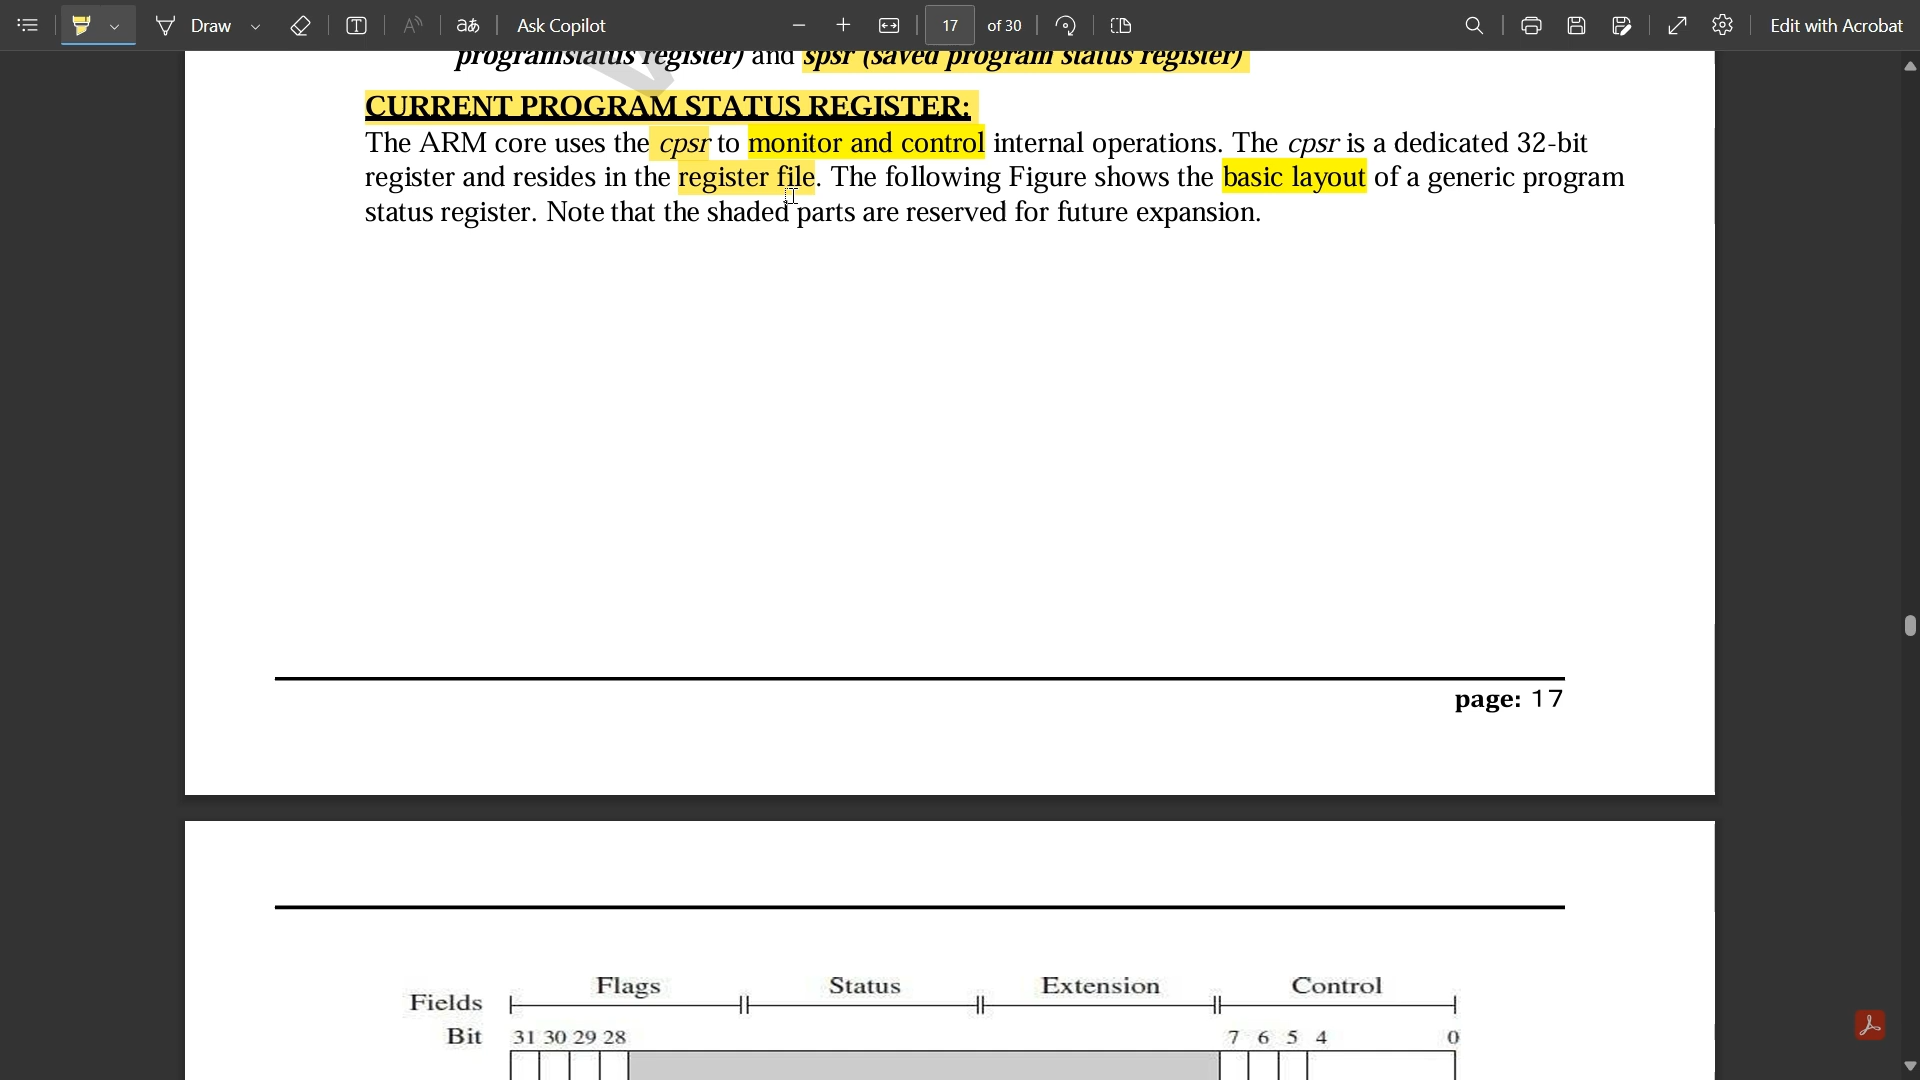 Draw
aあ
Ask Copilot
17
of 30
Edit with Acrobat
programstatus register) and spsr (saved program status register)
CURRENT PROGRAM STATUS REGISTER:
The ARM core uses the cpsr to monitor and control internal operations. The cpsr is a dedicated 32-bit
register and resides in the register file. The following Figure shows the basic layout of a generic program
status register. Note that the shaded parts are reserved for future expansion.
page: 17
Flags Status Extension Control
Fields
Bit 31 30 29 28 7 6 5 4 0